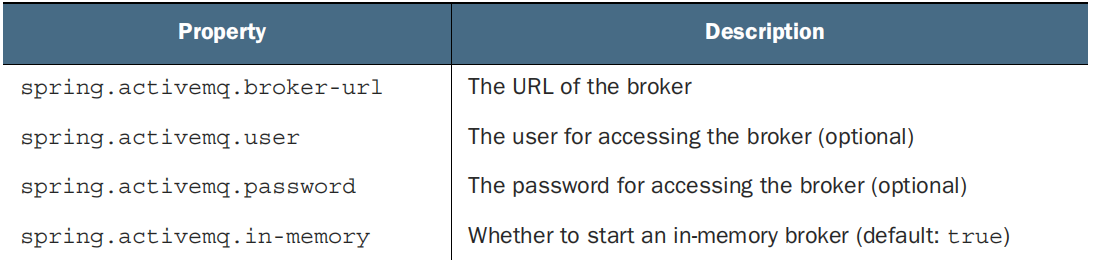 Property Description
spring.activemq.broker-url The URL of the broker
spring.activemq.user The user for accessing the broker (optional)
spring.activemq.password The password for accessing the broker (optional)
spring.activemq.in-memory Whether to start an in-memory broker (default: true)